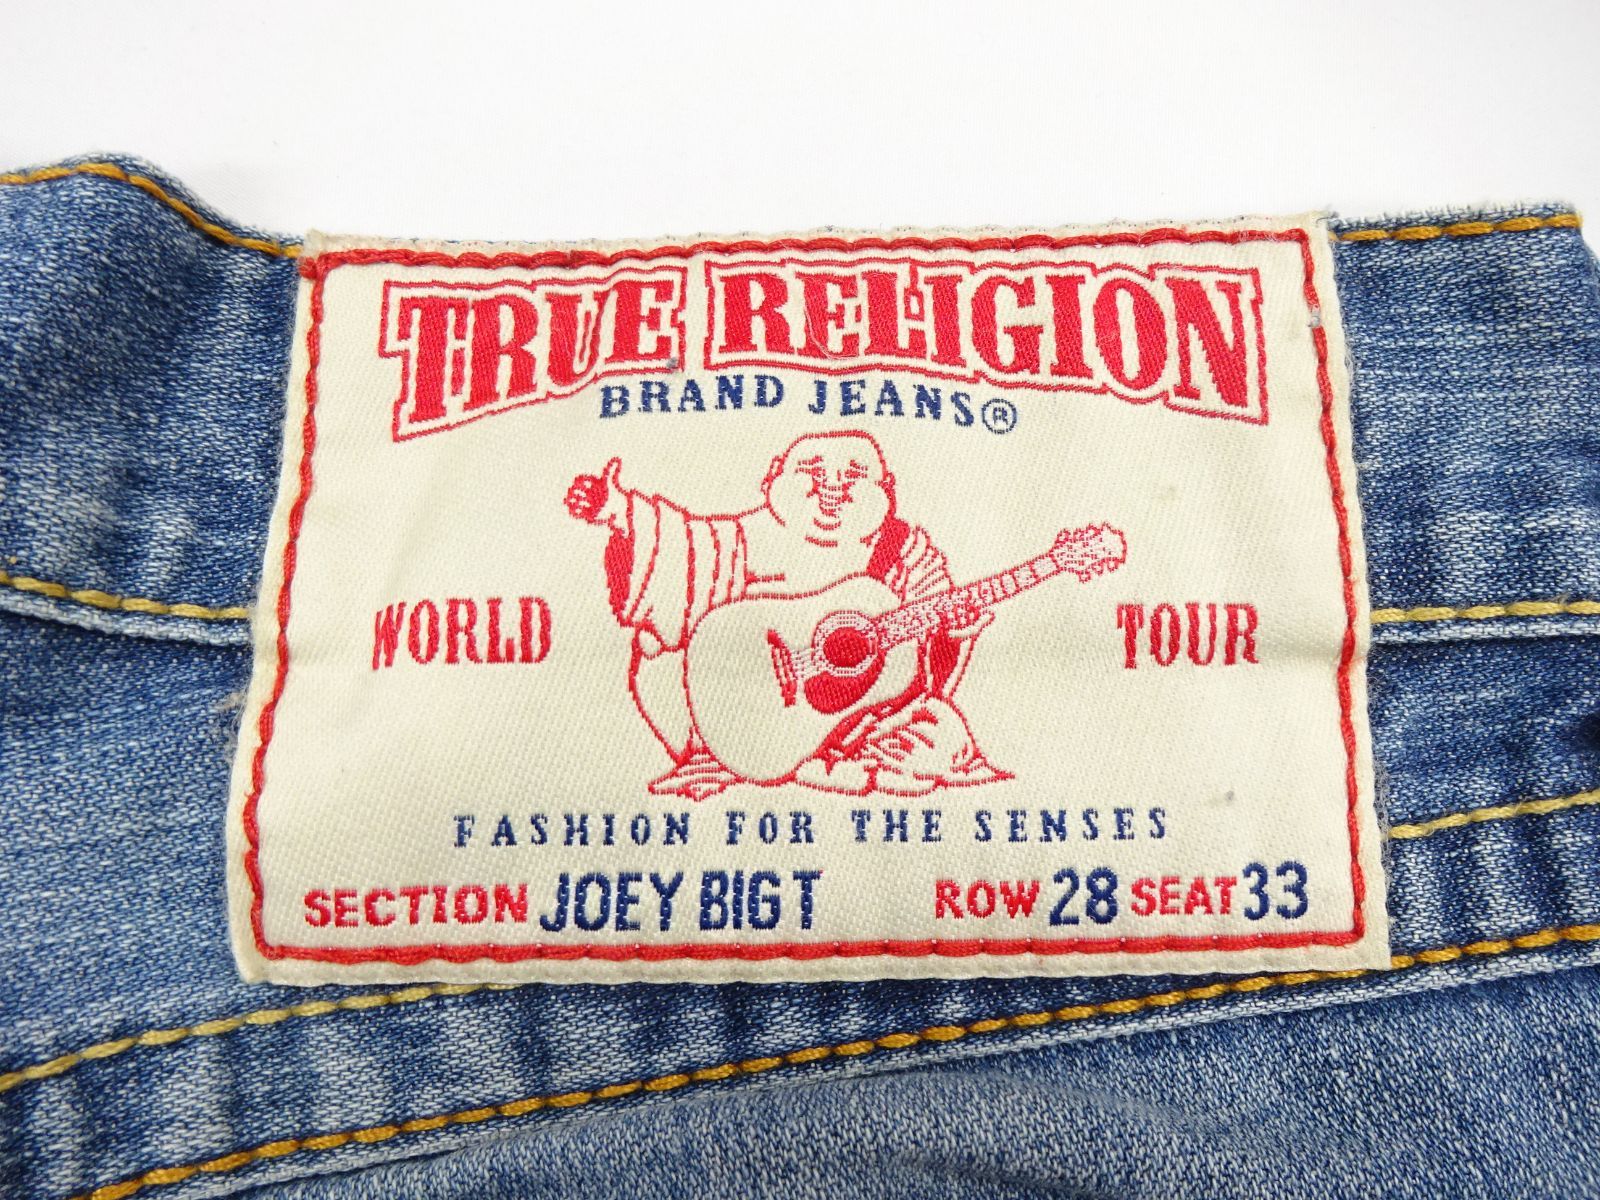 TRUE RELIGION
BRAND JEANS®
WORLD TOUR
FASHION FOR THE SENSES
SECTION JOEY BIG T ROW 28 SEAT 33